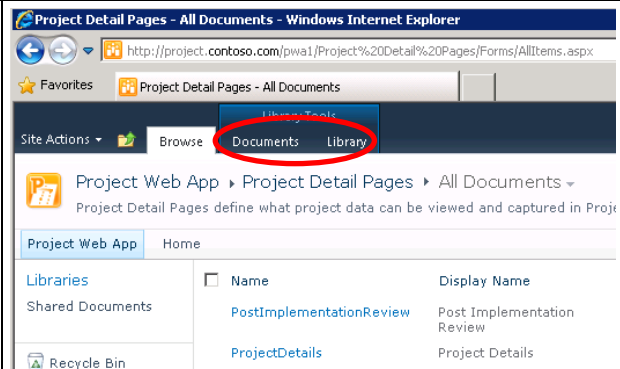 Project Detail Pages - All Documents - Windows Internet Explorer
http://project.contoso.com/pwa1/Project%20Detail%20Pages/Forms/AllItems.aspx
Favorites Project Detail Pages - All Documents
Library Tools
Site Actions Browse Documents Library
Project Web App Project Detail Pages All Documents
Project Detail Pages define what project data can be viewed and captured in Proje
Project Web App Home
Libraries Name Display Name
Shared Documents PostImplementationReview Post Implementation
Review
Recycle Bin ProjectDetails Project Details